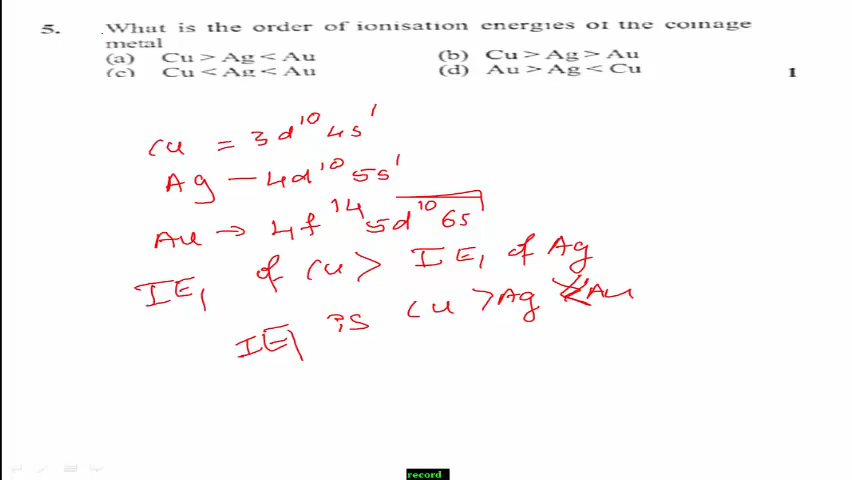 5. What is the order of ionisation energies of the coinage
metal
(a) Cu > Ag < Au (b) Cu > Ag > Au
(c) Cu < Ag < Au (d) Au > Ag < Cu 1
Cu = 3d¹⁰ 4s¹
Ag – 4d¹⁰ 5s¹
Au → 4f¹⁴ 5d¹⁰ 6s
IE₁ of Cu > IE₁ of Ag
IE₁ is Cu > Ag < Au
record